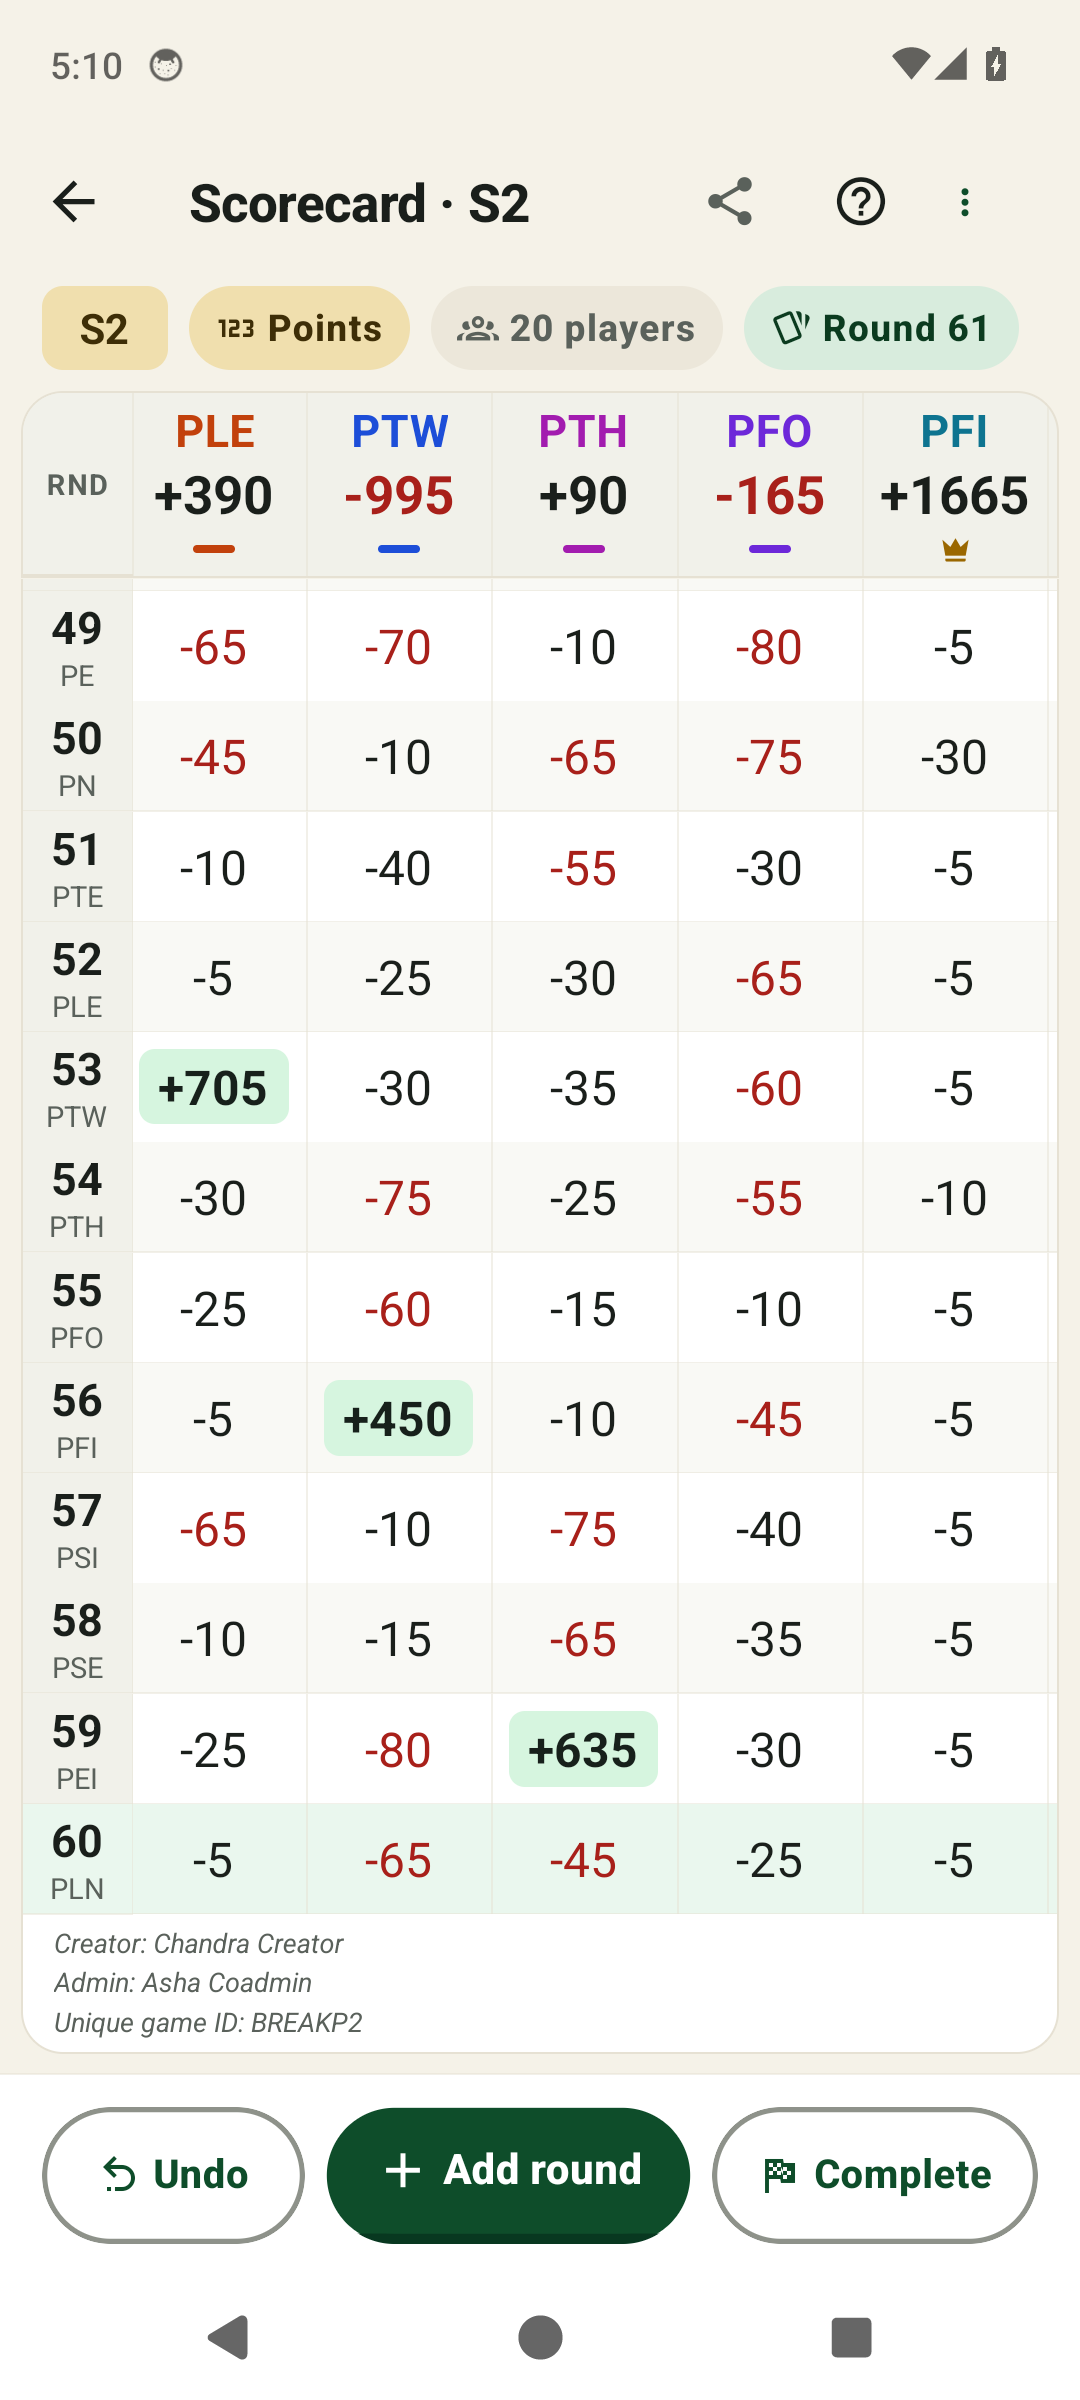 5:10
Scorecard · S2
S2
123 Points
20 players
Round 61
RND PLE PTW PTH PFO PFI
+390 -995 +90 -165 +1665
49 PE -65 -70 -10 -80 -5
50 PN -45 -10 -65 -75 -30
51 PTE -10 -40 -55 -30 -5
52 PLE -5 -25 -30 -65 -5
53 PTW +705 -30 -35 -60 -5
54 PTH -30 -75 -25 -55 -10
55 PFO -25 -60 -15 -10 -5
56 PFI -5 +450 -10 -45 -5
57 PSI -65 -10 -75 -40 -5
58 PSE -10 -15 -65 -35 -5
59 PEI -25 -80 +635 -30 -5
60 PLN -5 -65 -45 -25 -5
Creator: Chandra Creator
Admin: Asha Coadmin
Unique game ID: BREAKP2
Undo
+ Add round
Complete